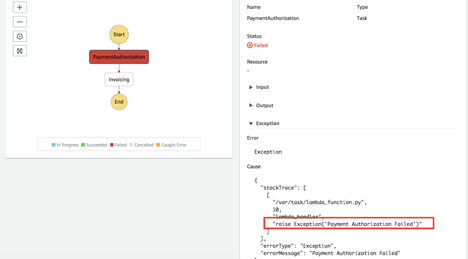 Start
PaymentAuthorization
Invoicing
End
In Progress Succeeded Failed Cancelled Caught Error
Name Type
PaymentAuthorization Task
Status
Failed
Resource
-
Input
Output
Exception
Error
Exception
Cause
{
"stackTrace": [
[
"/var/task/lambda_function.py",
10,
"lambda_handler",
"raise Exception('Payment Authorization Failed')"
]
],
"errorType": "Exception",
"errorMessage": "Payment Authorization Failed"